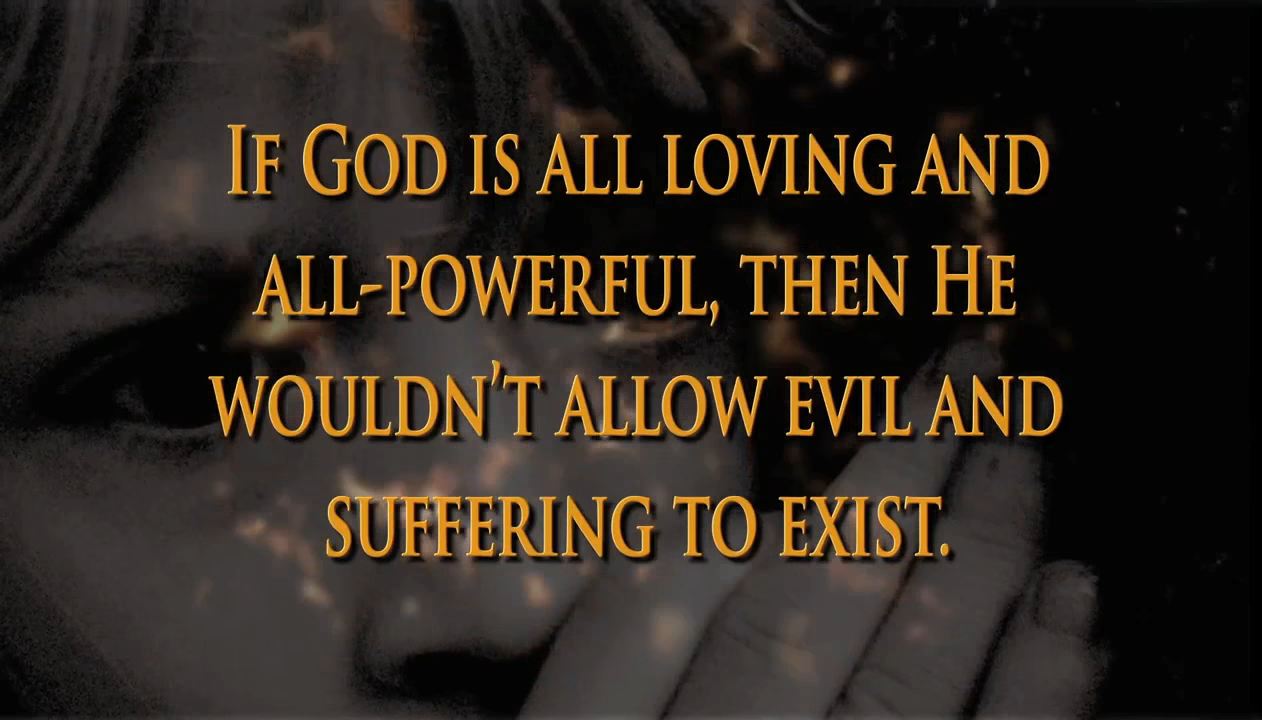 If God is all loving and
all-powerful, then He
wouldn't allow evil and
suffering to exist.